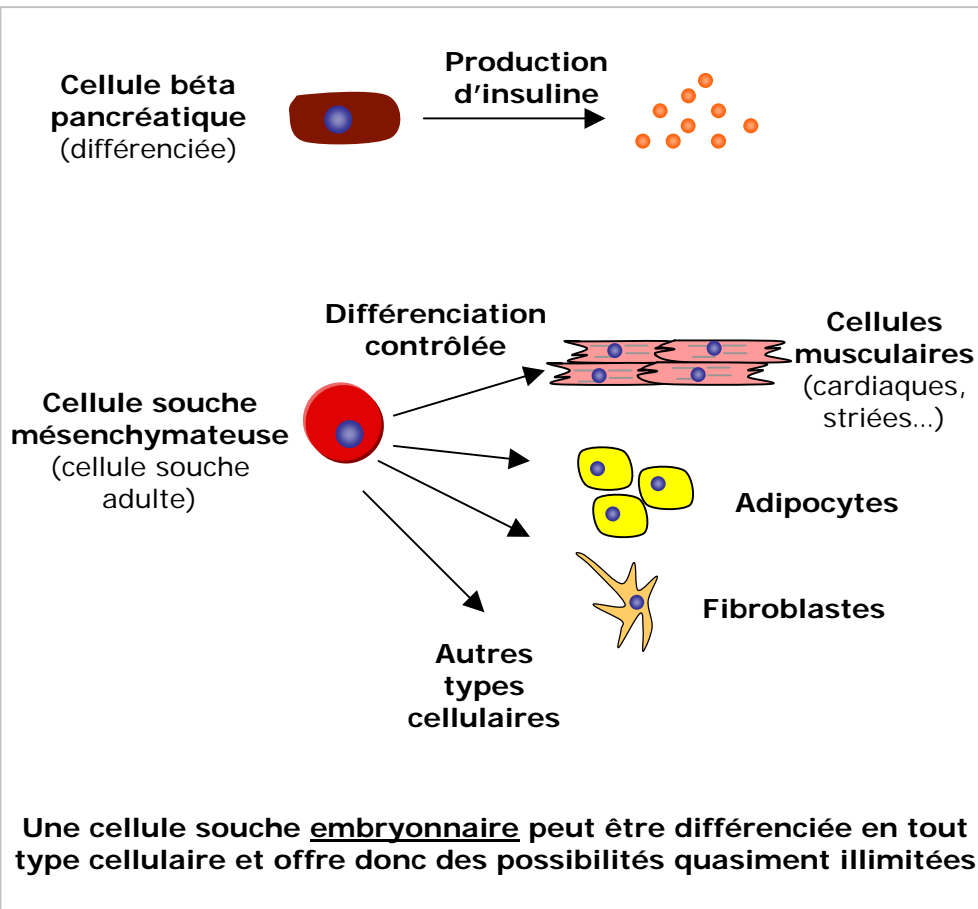 Cellule béta
pancréatique
(différenciée)
Production
d'insuline
Différenciation
contrôlée
Cellules
musculaires
(cardiaques,
striées...)
Cellule souche
mésenchymateuse
(cellule souche
adulte)
Adipocytes
Fibroblastes
Autres
types
cellulaires
Une cellule souche embryonnaire peut être différenciée en tout
type cellulaire et offre donc des possibilités quasiment illimitées